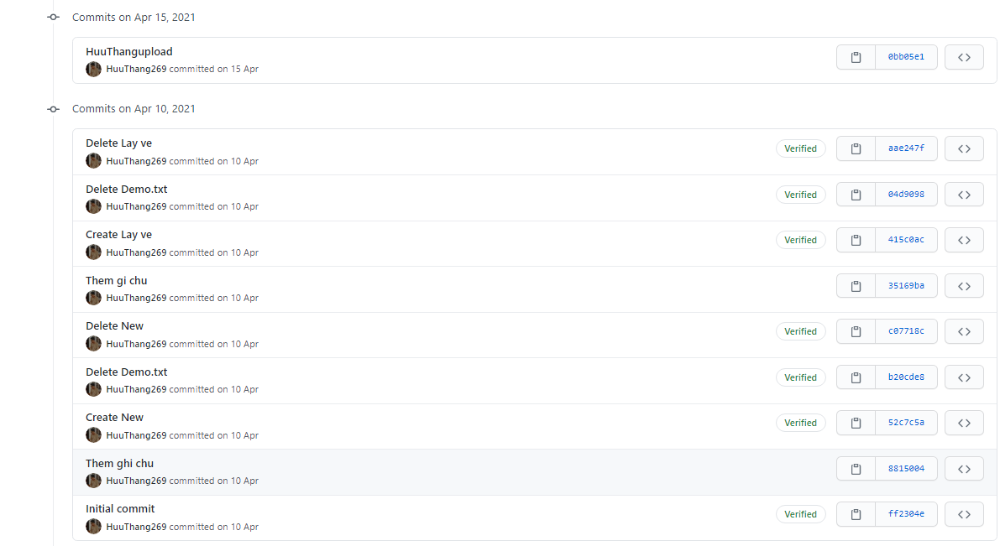 Commits on Apr 15, 2021
HuuThangupload
HuuThang269 committed on 15 Apr
0bb05e1
Commits on Apr 10, 2021
Delete Lay ve
HuuThang269 committed on 10 Apr
Verified
aae247f
Delete Demo.txt
HuuThang269 committed on 10 Apr
Verified
04d9098
Create Lay ve
HuuThang269 committed on 10 Apr
Verified
415c0ac
Them gi chu
HuuThang269 committed on 10 Apr
35169ba
Delete New
HuuThang269 committed on 10 Apr
Verified
c07718c
Delete Demo.txt
HuuThang269 committed on 10 Apr
Verified
b20cde8
Create New
HuuThang269 committed on 10 Apr
Verified
52c7c5a
Them ghi chu
HuuThang269 committed on 10 Apr
8815004
Initial commit
HuuThang269 committed on 10 Apr
Verified
ff2304e